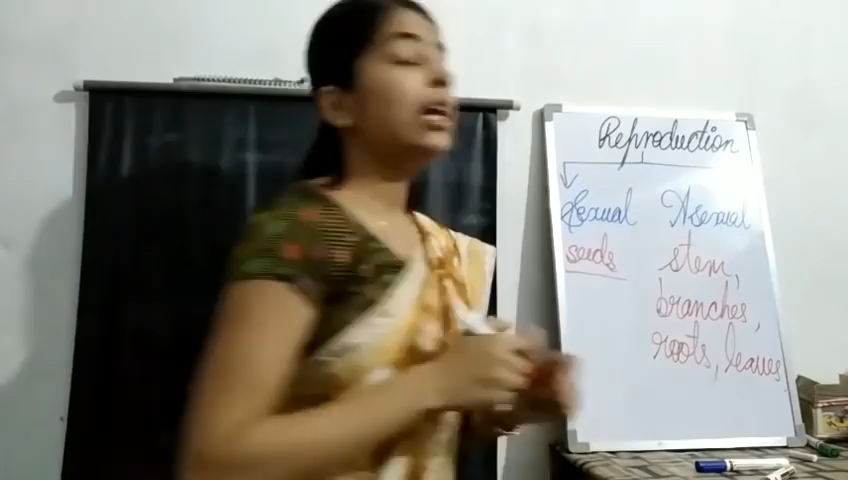 Reproduction
Sexual Asexual
seeds stem,
branches,
roots, leaves